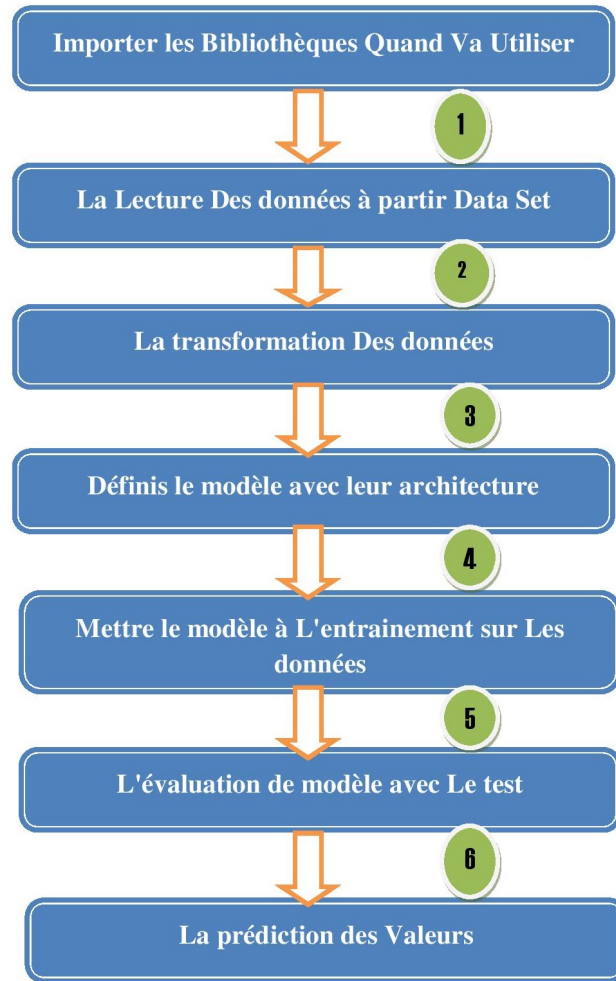 Importer les Bibliothèques Quand Va Utiliser
1
La Lecture Des données à partir Data Set
2
La transformation Des données
3
Définis le modèle avec leur architecture
4
Mettre le modèle à L'entrainement sur Les
données
5
L'évaluation de modèle avec Le test
6
La prédiction des Valeurs